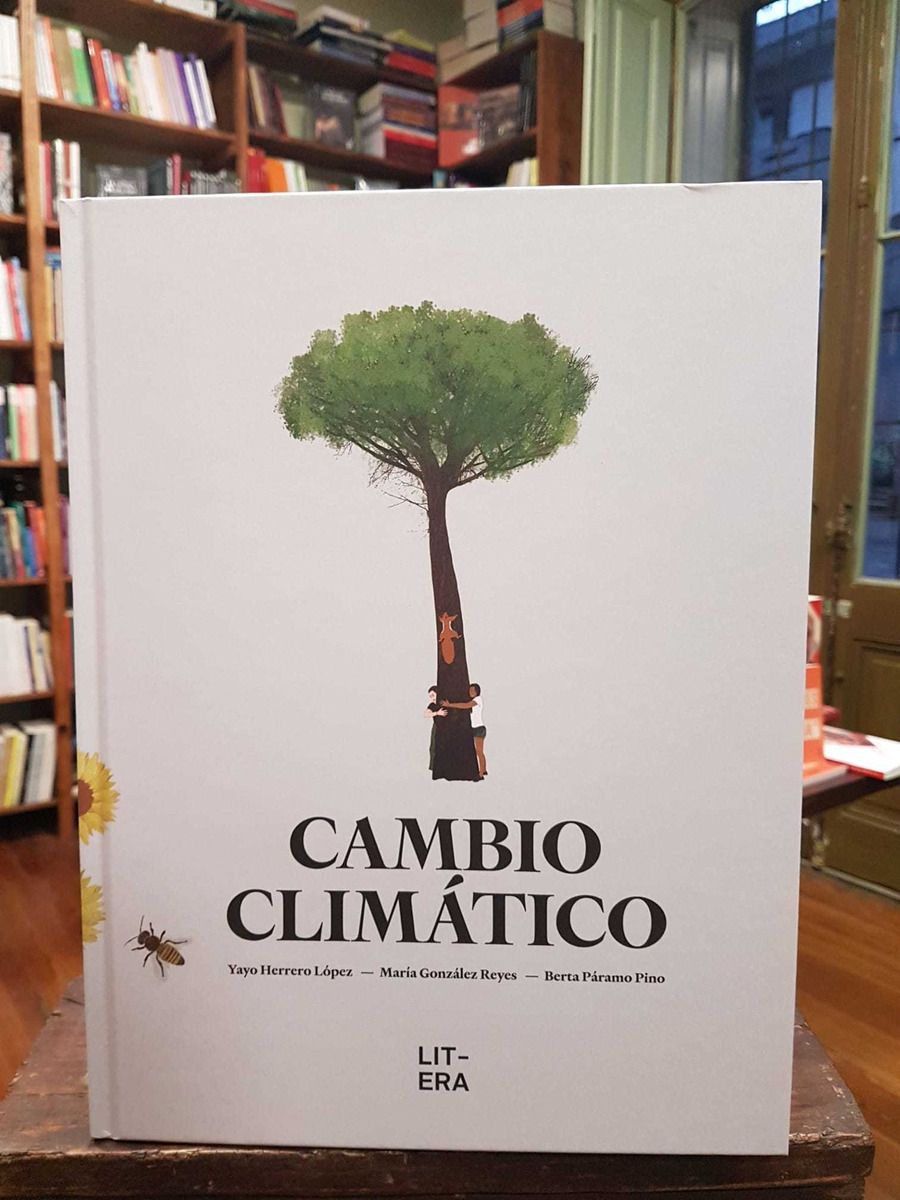 CAMBIO
CLIMÁTICO
Yayo Herrero López — María González Reyes — Berta Páramo Pino
LIT-
ERA